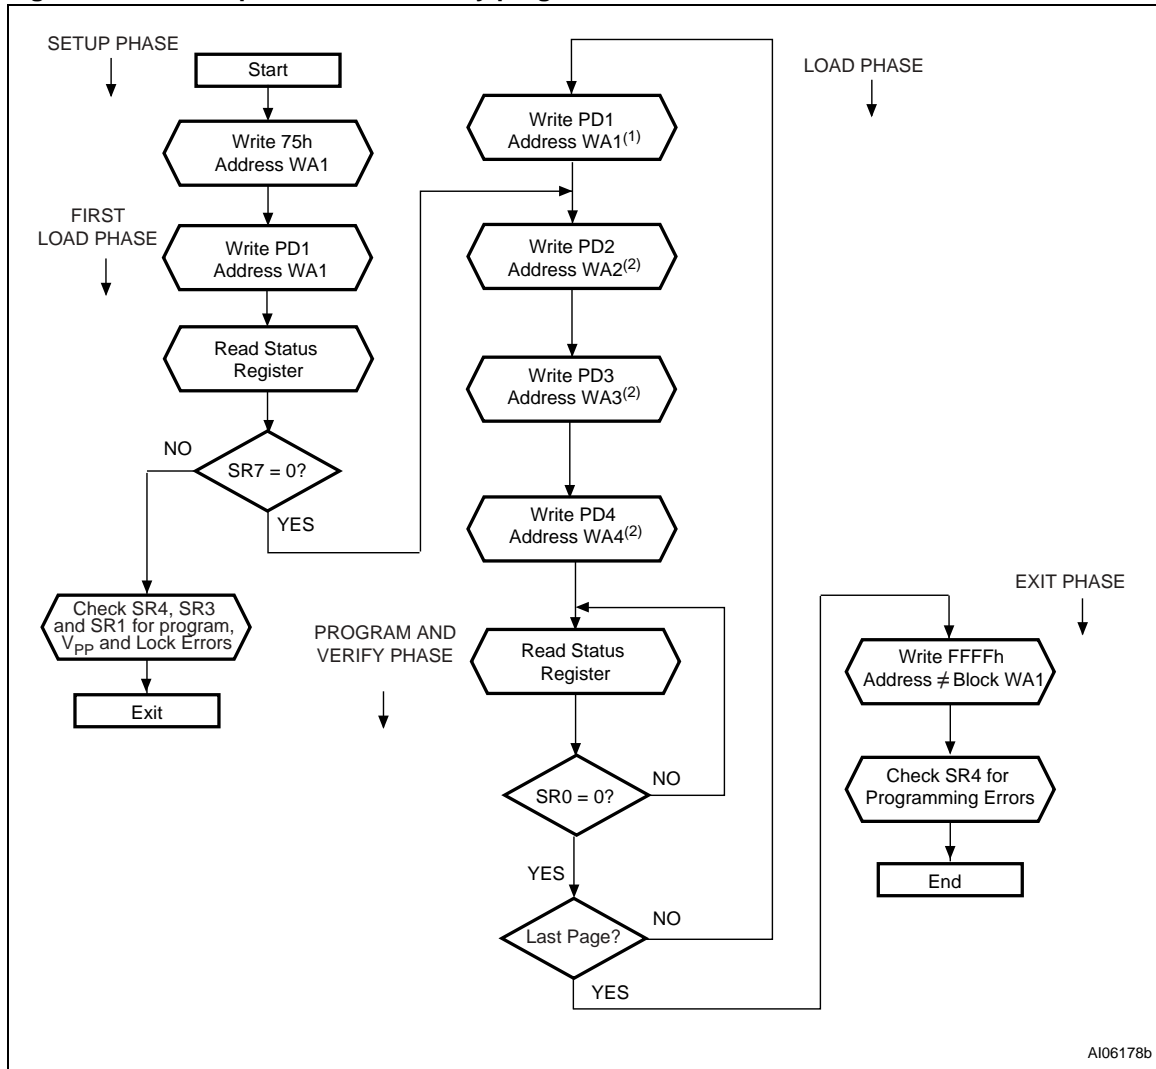 SETUP PHASE
Start
Write 75h
Address WA1
FIRST
LOAD PHASE
Write PD1
Address WA1
Read Status
Register
NO
SR7 = 0?
YES
Check SR4, SR3
and SR1 for program,
VPP and Lock Errors
Exit
LOAD PHASE
Write PD1
Address WA1(1)
Write PD2
Address WA2(2)
Write PD3
Address WA3(2)
Write PD4
Address WA4(2)
PROGRAM AND
VERIFY PHASE
Read Status
Register
NO
SR0 = 0?
YES
NO
Last Page?
YES
EXIT PHASE
Write FFFFh
Address ≠ Block WA1
Check SR4 for
Programming Errors
End
AI06178b